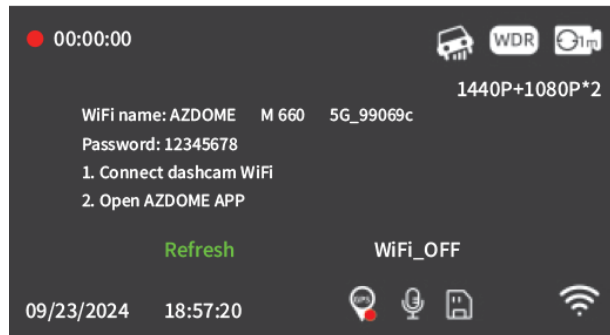 00:00:00
WDR
1m
1440P+1080P*2
WiFi name: AZDOME M 660 5G_99069c
Password: 12345678
1. Connect dashcam WiFi
2. Open AZDOME APP
Refresh WiFi_OFF
GPS
09/23/2024 18:57:20